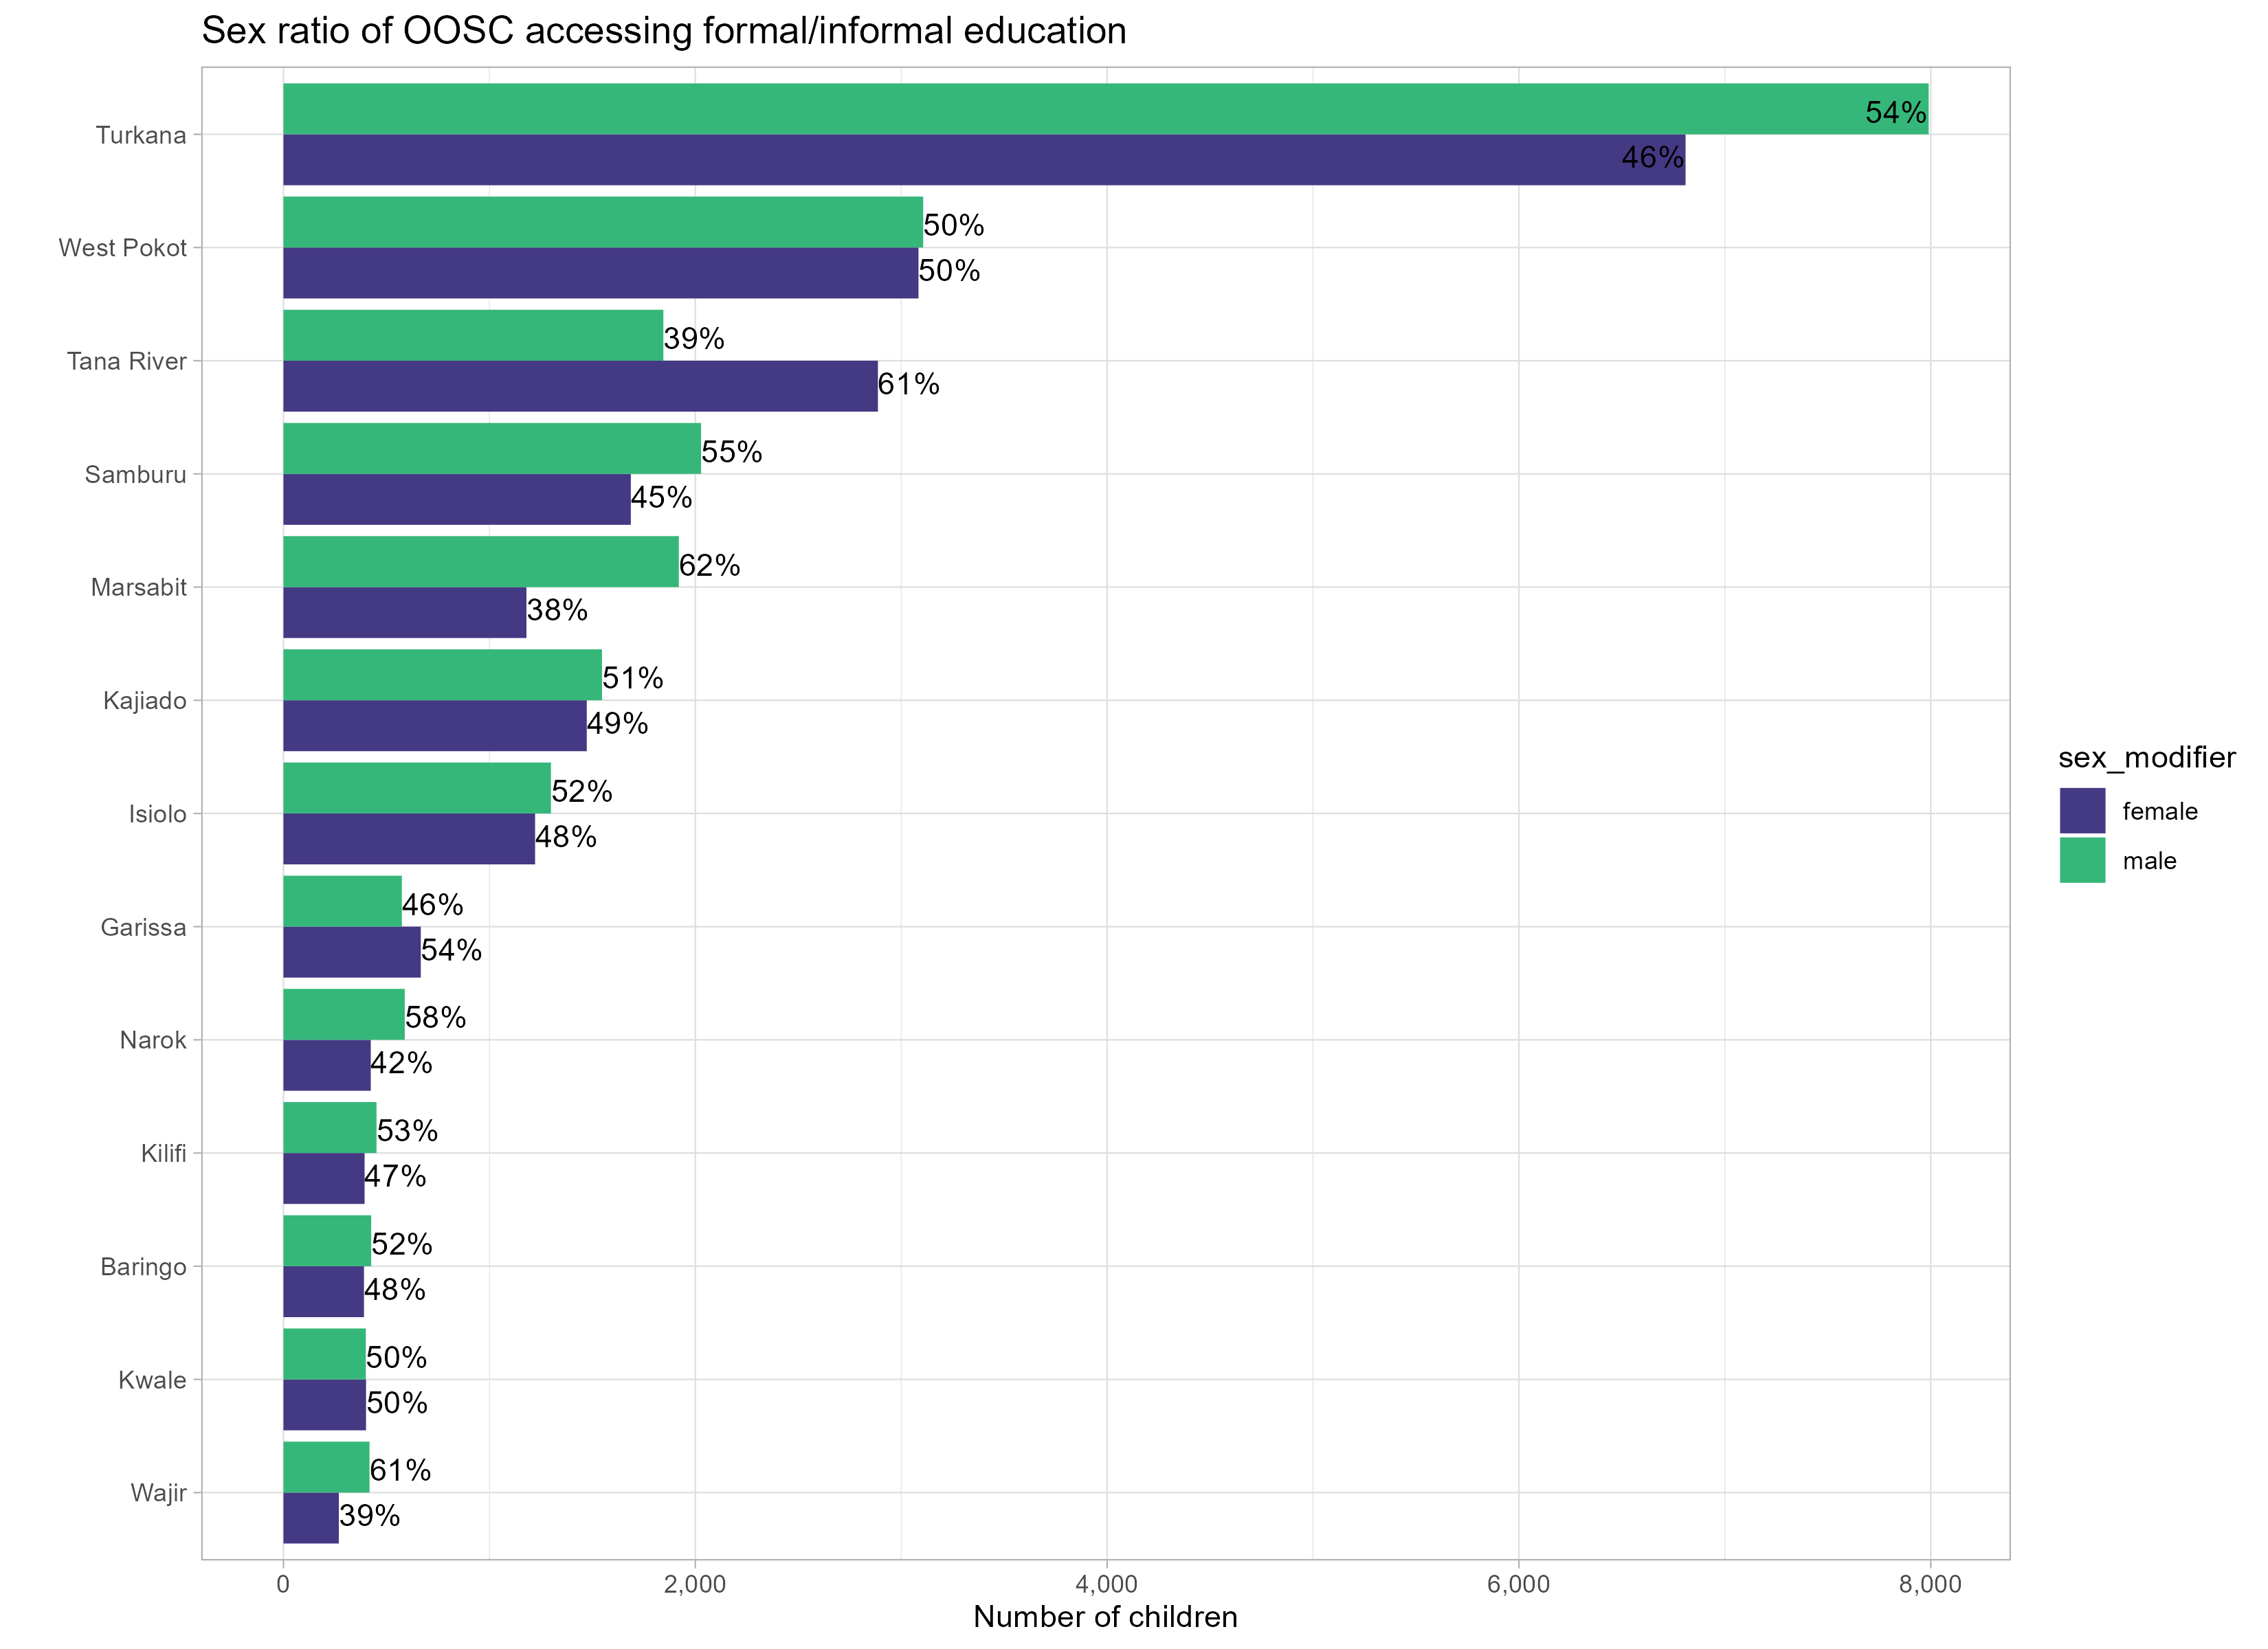 Sex ratio of OOSC accessing formal/informal education
Turkana
54%
46%
West Pokot
50%
50%
Tana River
39%
61%
Samburu
55%
45%
Marsabit
62%
38%
Kajiado
51%
49%
Isiolo
52%
48%
Garissa
46%
54%
Narok
58%
42%
Kilifi
53%
47%
Baringo
52%
48%
Kwale
50%
50%
Wajir
61%
39%
0 2,000 4,000 6,000 8,000
Number of children
sex_modifier
female
male